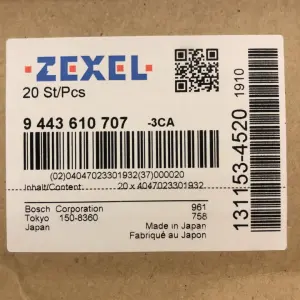 ZEXEL
20 St/Pcs
9 443 610 707 -3CA
(02)04047023301932(37)000020
Inhalt/Content 20 x 4047023301932
Bosch Corporation 961
Tokyo 150-8360 758
Japan Made in Japan
Fabriqué au Japon
131153-4520 1910